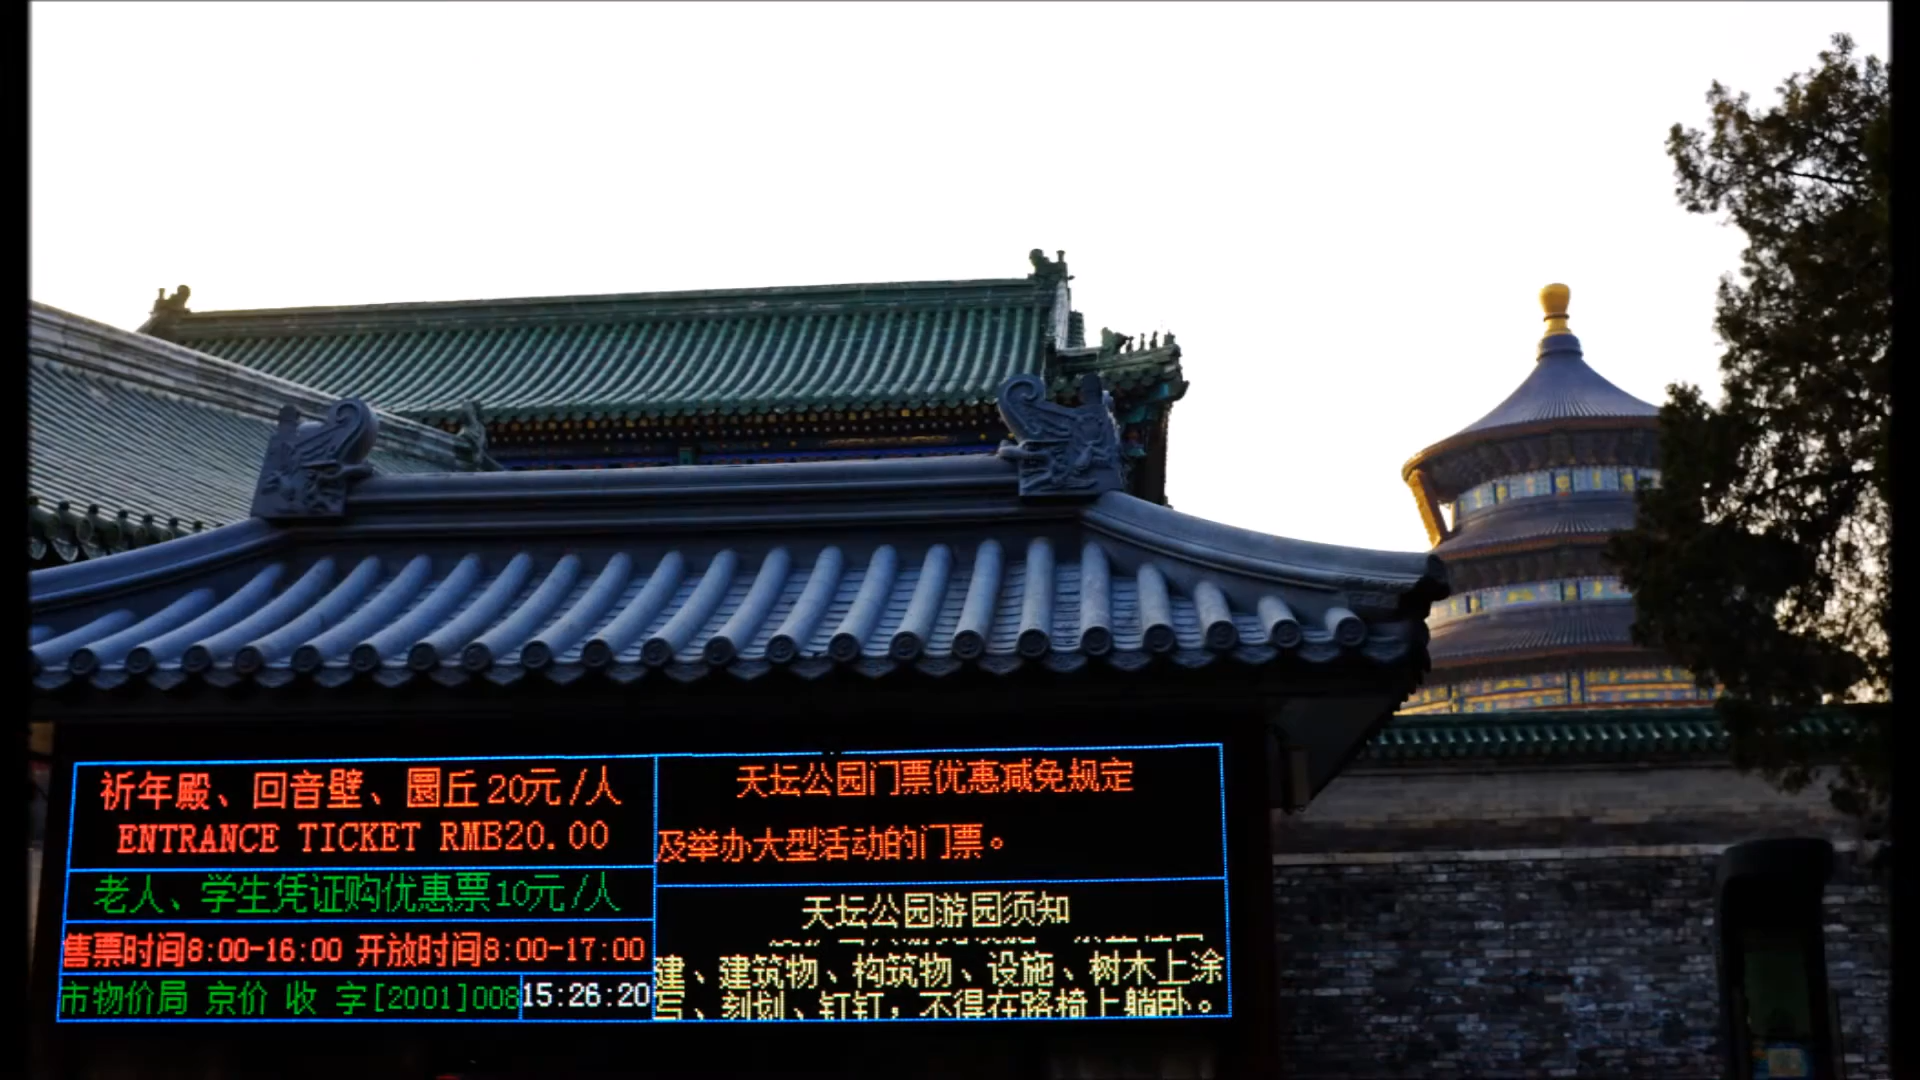 祈年殿、回音壁、圜丘20元/人
ENTRANCE TICKET RMB20.00
老人、学生凭证购优惠票10元/人
售票时间8:00-16:00 开放时间8:00-17:00
市物价局 京价 收 字[2001]008
15:26:20
天坛公园门票优惠减免规定
及举办大型活动的门票。
天坛公园游园须知
建、建筑物、构筑物、设施、树木上涂
写、刻划、钉钉，不得在路椅上躺卧。